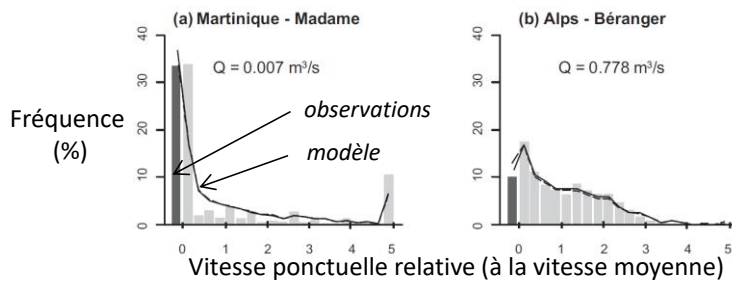 (a) Martinique - Madame
(b) Alps - Béranger
Q = 0.007 m³/s
Q = 0.778 m³/s
observations
modèle
Fréquence
(%)
0 10 20 30 40
0 10 20 30 40
0 1 2 3 4 5
0 1 2 3 4 5
Vitesse ponctuelle relative (à la vitesse moyenne)